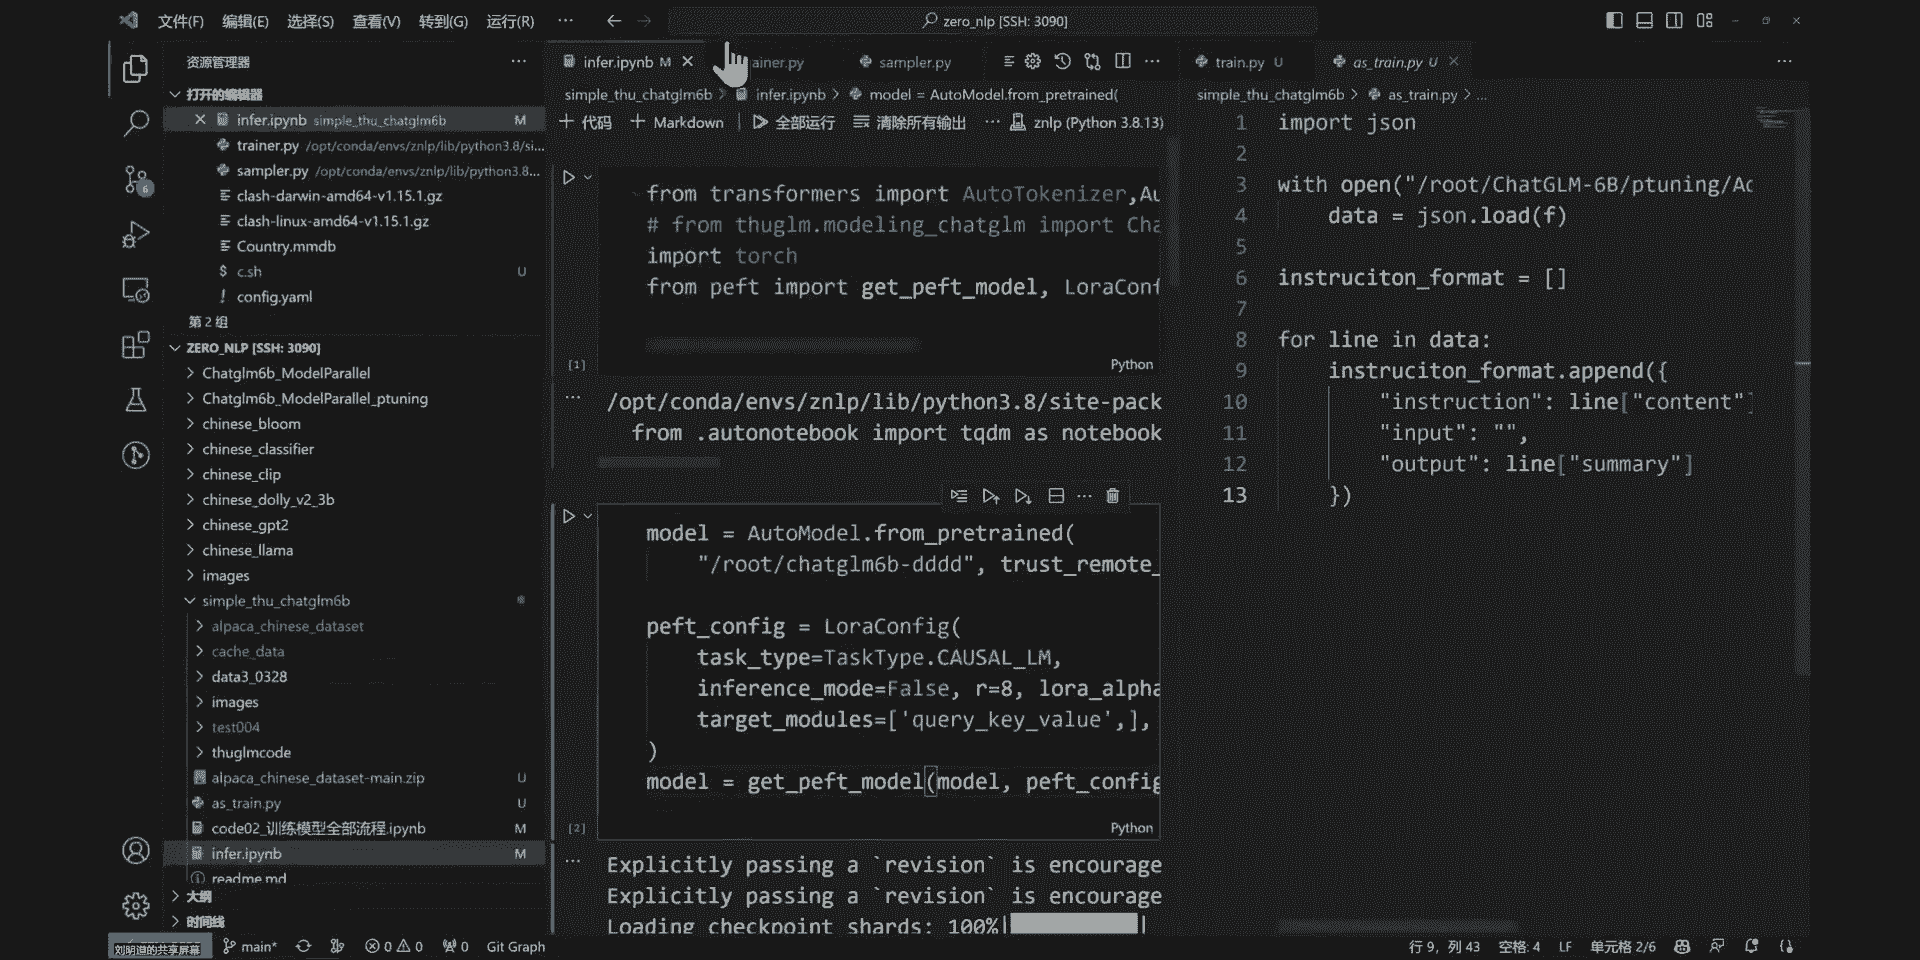 文件(F) 编辑(E) 选择(S) 查看(V) 转到(G) 运行(R) ··· zero_nlp [SSH: 3090]
资源管理器
打开的编辑器
infer.ipynb simple_thu_chatglm6b M
trainer.py /opt/conda/envs/znlp/lib/python3.8/si...
sampler.py /opt/conda/envs/znlp/lib/python3.8...
clash-darwin-amd64-v1.15.1.gz
clash-linux-amd64-v1.15.1.gz
Country.mmdb
$ c.sh U
! config.yaml
第 2 组
ZERO_NLP [SSH: 3090]
Chatglm6b_ModelParallel
Chatglm6b_ModelParallel_ptuning
chinese_bloom
chinese_classifier
chinese_clip
chinese_dolly_v2_3b
chinese_gpt2
chinese_llama
images
simple_thu_chatglm6b
alpaca_chinese_dataset
cache_data
data3_0328
images
test004
thuglmcode
alpaca_chinese_dataset-main.zip U
as_train.py U
code02_训练模型全部流程.ipynb M
infer.ipynb M
readme.md
大纲
时间线
6
infer.ipynb M
ainer.py
sampler.py
simple_thu_chatglm6b > infer.ipynb > model = AutoModel.from_pretrained(
+ 代码 + Markdown 全部运行 清除所有输出 ··· znlp (Python 3.8.13)
from transformers import AutoTokenizer,Au
# from thuglm.modeling_chatglm import Cha
import torch
from peft import get_peft_model, LoraConf
[1] Python
/opt/conda/envs/znlp/lib/python3.8/site-pack
from .autonotebook import tqdm as notebook
model = AutoModel.from_pretrained(
"/root/chatglm6b-dddd", trust_remote_
peft_config = LoraConfig(
task_type=TaskType.CAUSAL_LM,
inference_mode=False, r=8, lora_alpha
target_modules=['query_key_value',],
)
model = get_peft_model(model, peft_config
[2] Python
Explicitly passing a `revision` is encourage
Explicitly passing a `revision` is encourage
Loading checkpoint shards: 100%|
train.py U
as_train.py U
simple_thu_chatglm6b > as_train.py > ...
1 import json
2
3 with open("/root/ChatGLM-6B/ptuning/Ad
4 data = json.load(f)
5
6 instruciton_format = []
7
8 for line in data:
9 instruciton_format.append({
10 "instruction": line["content"]
11 "input": "",
12 "output": line["summary"]
13 })
刘明道的共享屏幕 main* 0 0 0 Git Graph 行 9，列 43 空格: 4 LF 单元格 2/6